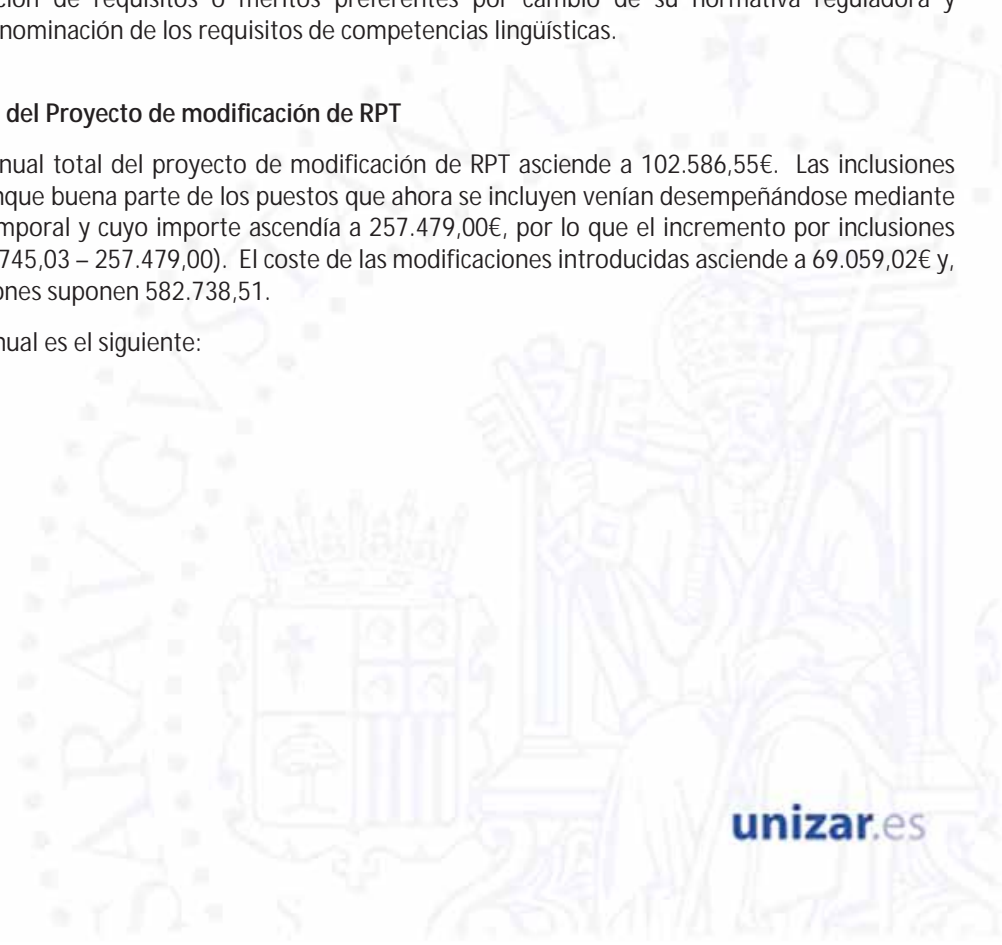 ción de requisitos o méritos preferentes por cambio de su normativa reguladora y
nominación de los requisitos de competencias lingüísticas.
del Proyecto de modificación de RPT
nual total del proyecto de modificación de RPT asciende a 102.586,55€. Las inclusiones
nque buena parte de los puestos que ahora se incluyen venían desempeñándose mediante
mporal y cuyo importe ascendía a 257.479,00€, por lo que el incremento por inclusiones
745,03 – 257.479,00). El coste de las modificaciones introducidas asciende a 69.059,02€ y,
ones suponen 582.738,51.
nual es el siguiente:
unizar.es